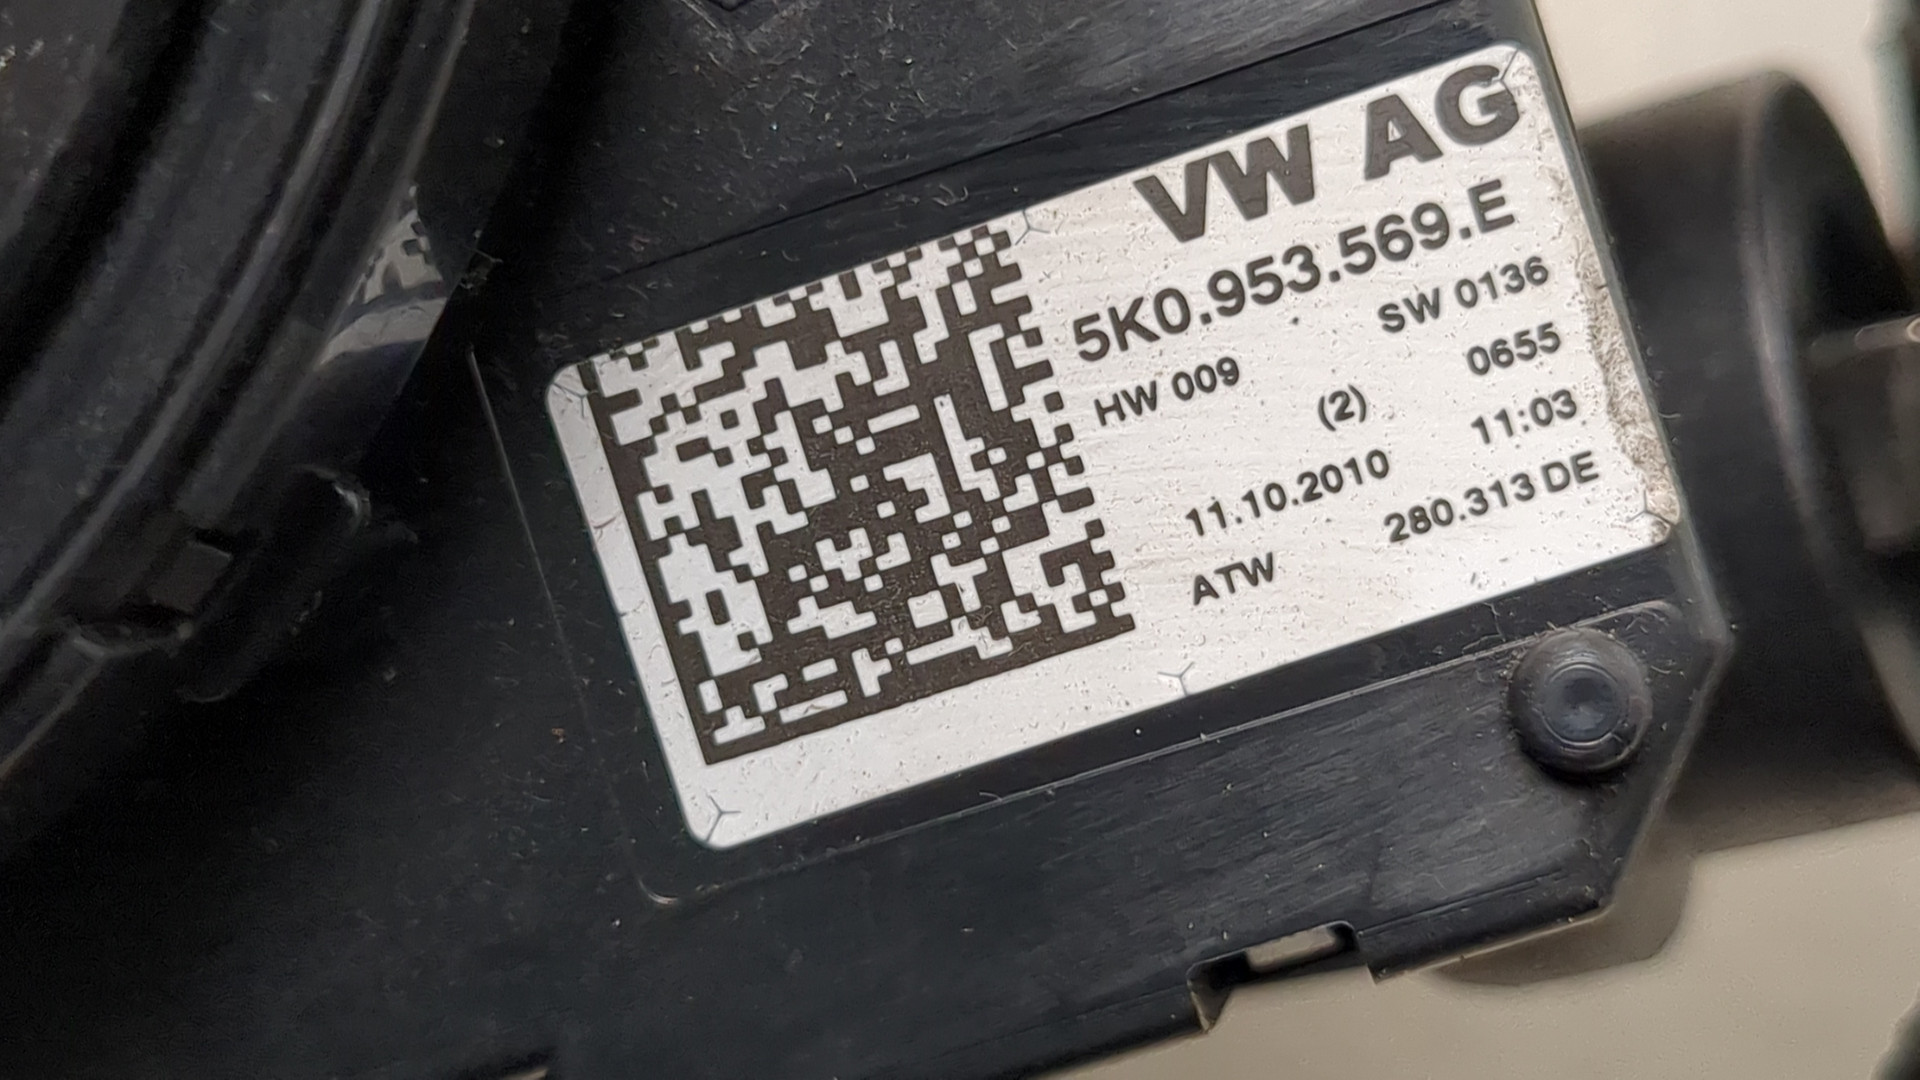 VW AG
5K0.953.569.E
HW 009 SW 0136
(2) 0655
11.10.2010 11:03
ATW 280.313 DE